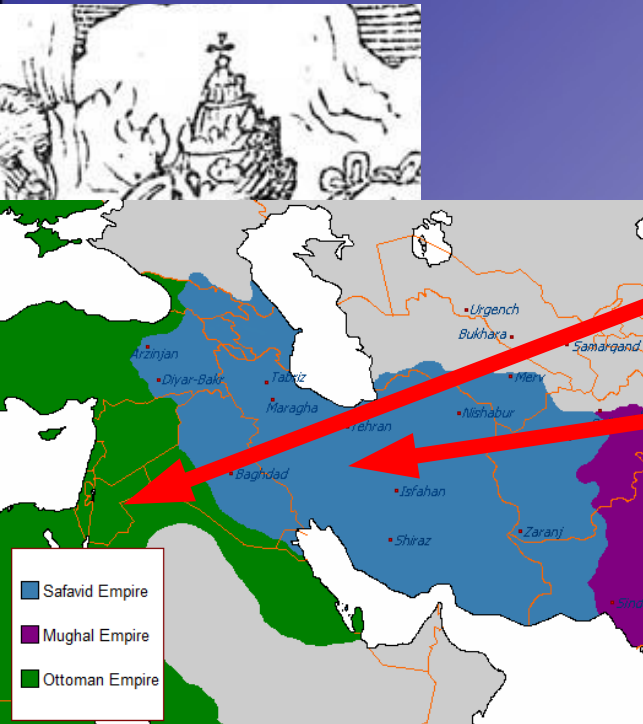 Urgench
Bukhara
Samarqand
Arzinjan
Diyar-Bakr
Tabriz
Merv
Maragha
Nishabur
Tehran
Baghdad
Isfahan
Zaranj
Shiraz
Safavid Empire
Mughal Empire
Ottoman Empire